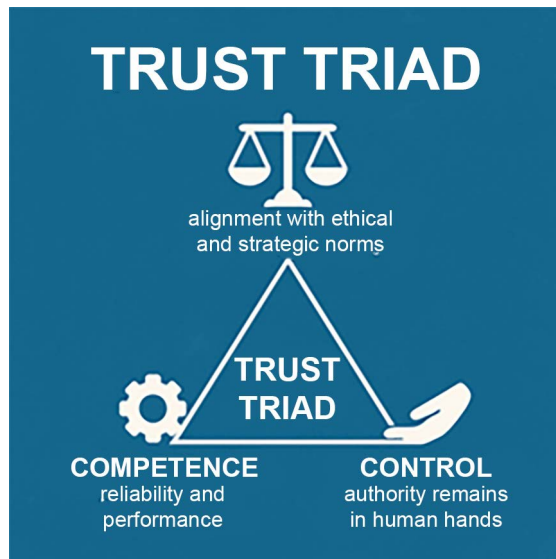 TRUST TRIAD
alignment with ethical
and strategic norms
TRUST
TRIAD
COMPETENCE
reliability and
performance
CONTROL
authority remains
in human hands